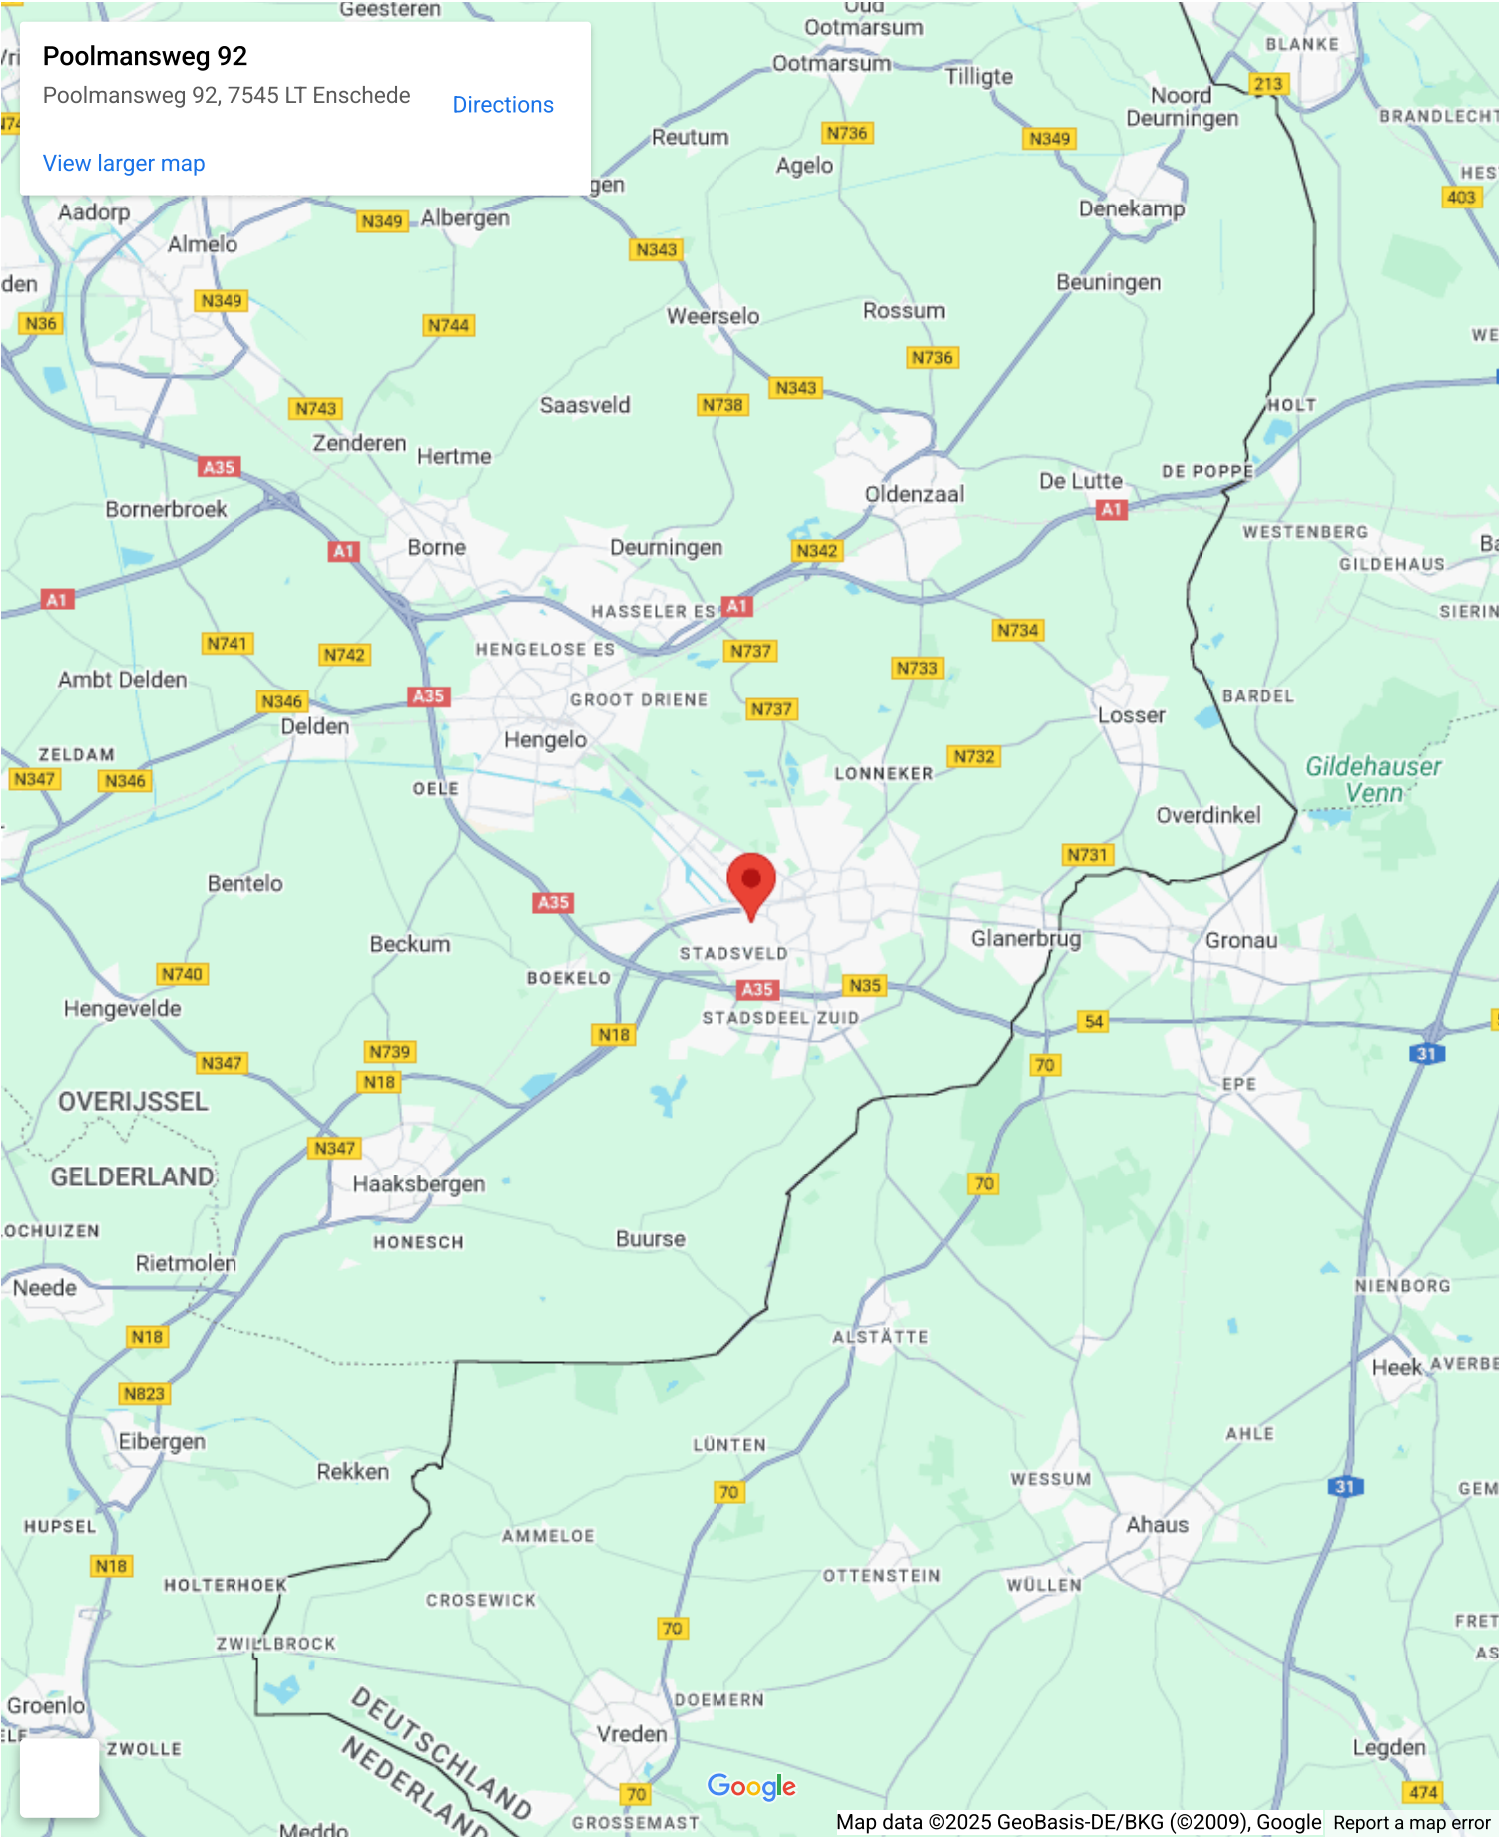 Geesteren
Oud
Ootmarsum
BLANKE
Poolmansweg 92
Poolmansweg 92, 7545 LT Enschede
Directions
View larger map
Ootmarsum
Tilligte
213
Noord
Deurningen
BRANDLECHT
Reutum
N736
N349
Agelo
403
Aadorp
N349
Albergen
Denekamp
Almelo
N343
Beuningen
N349
Rossum
N36
N744
Weerselo
N736
N343
N743
Saasveld
N738
HOLT
Zenderen
Hertme
A35
De Lutte
DE POPPE
Oldenzaal
Bornerbroek
A1
WESTENBERG
A1
Borne
Deurningen
N342
GILDEHAUS
A1
HASSELER ES
A1
N741
N742
HENGELOSE ES
N737
N734
N733
Ambt Delden
N346
A35
GROOT DRIENE
N737
BARDEL
Delden
Losser
Hengelo
ZELDAM
N347
N346
OELE
LONNEKER
N732
Gildehauser
Venn
Overdinkel
N731
Bentelo
A35
Beckum
STADSVELD
Glanerbrug
Gronau
N740
BOEKELO
A35
N35
Hengevelde
STADSDEEL ZUID
54
N18
31
N347
N739
70
N18
EPE
OVERIJSSEL
N347
GELDERLAND
Haaksbergen
70
Buurse
HONESCH
Rietmolen
Neede
NIENBORG
N18
ALSTÄTTE
Heek
N823
Eibergen
LÜNTEN
AHLE
Rekken
WESSUM
70
31
HUPSEL
AMMELOE
Ahaus
N18
HOLTERHOEK
OTTENSTEIN
WÜLLEN
CROSEWICK
70
ZWILLBROCK
Groenlo
DEUTSCHLAND
DOEMERN
Vreden
ZWOLLE
NEDERLAND
Legden
Google
70
474
GROSSEMAST
Meddo
Map data ©2025 GeoBasis-DE/BKG (©2009), Google
Report a map error